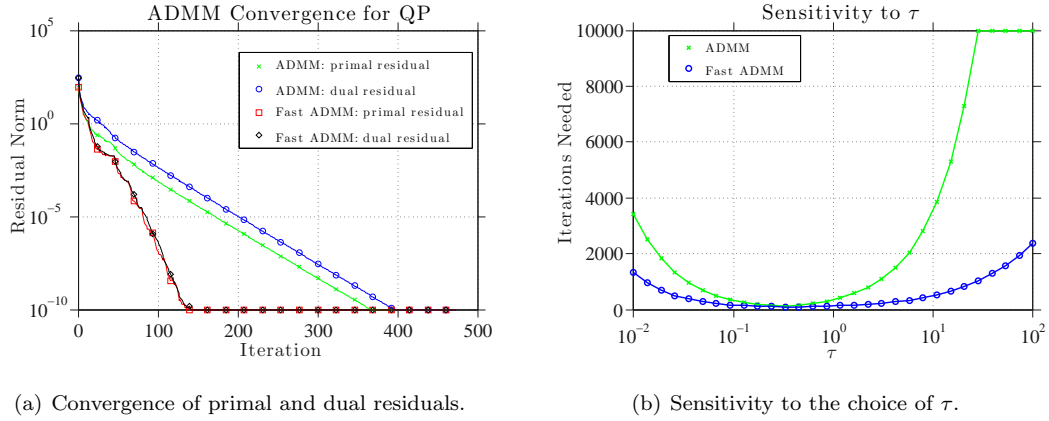 ADMM Convergence for QP
10^5
10^0
10^−5
10^−10
Residual Norm
ADMM: primal residual
ADMM: dual residual
Fast ADMM: primal residual
Fast ADMM: dual residual
0 100 200 300 400 500
Iteration
(a) Convergence of primal and dual residuals.
Sensitivity to τ
10000
8000
6000
4000
2000
0
Iterations Needed
ADMM
Fast ADMM
10^−2 10^−1 10^0 10^1 10^2
τ
(b) Sensitivity to the choice of τ.